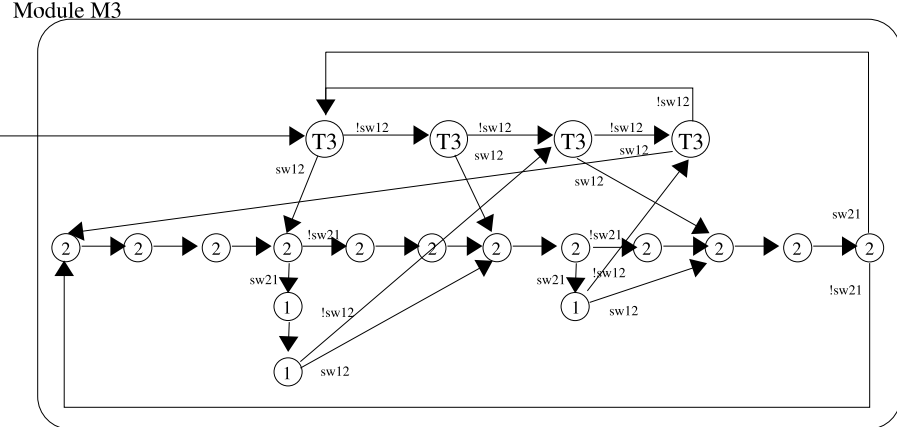 Module M3
!sw12
!sw12 !sw12 !sw12
T3 T3 T3 T3
sw12 sw12 sw12
sw12
sw21
!sw21 !sw21
2 2 2 2 2 2 2 2 2 2 2 2
sw21 sw21 !sw12
!sw21
1 1
!sw12 sw12
1 sw12